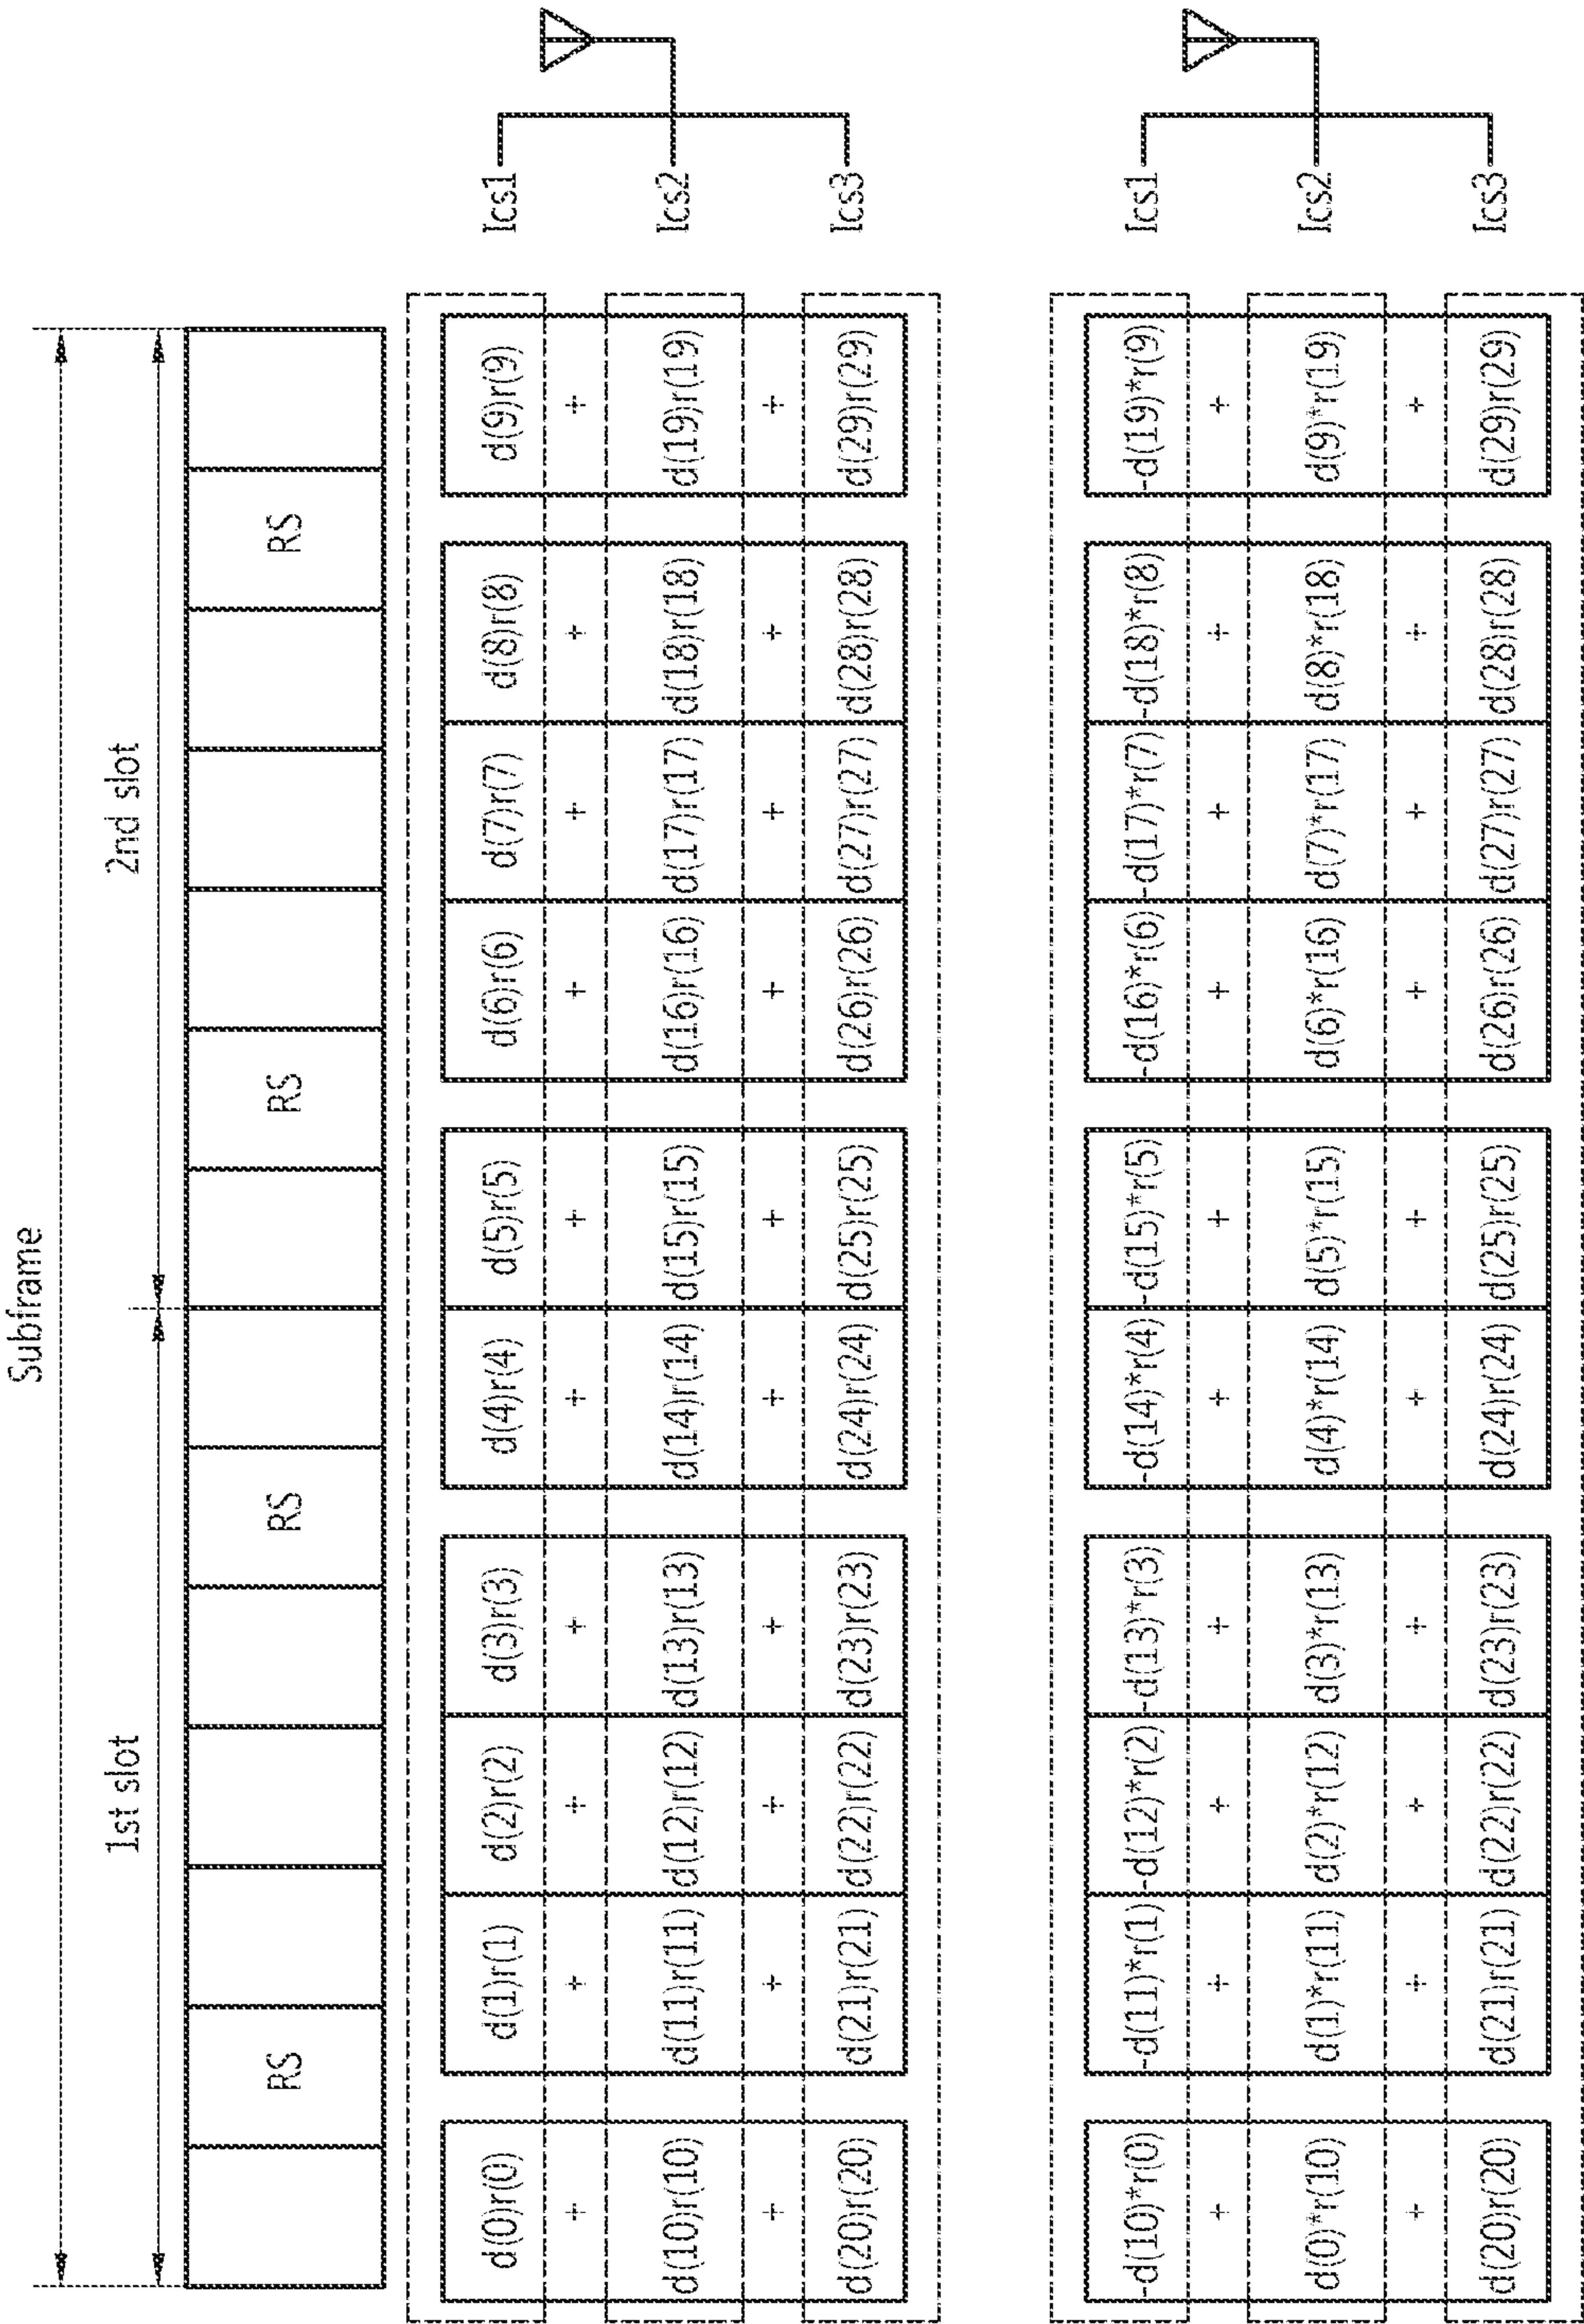 Subframe
1st slot 2nd slot
RS RS RS RS
d(0)r(0) d(1)r(1) d(2)r(2) d(3)r(3) d(4)r(4) d(5)r(5) d(6)r(6) d(7)r(7) d(8)r(8) d(9)r(9) Ics1
+ + + + + + + + + +
d(10)r(10) d(11)r(11) d(12)r(12) d(13)r(13) d(14)r(14) d(15)r(15) d(16)r(16) d(17)r(17) d(18)r(18) d(19)r(19) Ics2
+ + + + + + + + + +
d(20)r(20) d(21)r(21) d(22)r(22) d(23)r(23) d(24)r(24) d(25)r(25) d(26)r(26) d(27)r(27) d(28)r(28) d(29)r(29) Ics3
-d(10)*r(0) -d(11)*r(1) -d(12)*r(2) -d(13)*r(3) -d(14)*r(4) -d(15)*r(5) -d(16)*r(6) -d(17)*r(7) -d(18)*r(8) -d(19)*r(9) Ics1
+ + + + + + + + + +
d(0)*r(10) d(1)*r(11) d(2)*r(12) d(3)*r(13) d(4)*r(14) d(5)*r(15) d(6)*r(16) d(7)*r(17) d(8)*r(18) d(9)*r(19) Ics2
+ + + + + + + + + +
d(20)r(20) d(21)r(21) d(22)r(22) d(23)r(23) d(24)r(24) d(25)r(25) d(26)r(26) d(27)r(27) d(28)r(28) d(29)r(29) Ics3